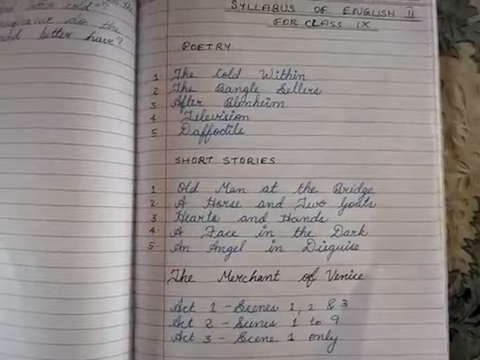 better have?
SYLLABUS OF ENGLISH II
FOR CLASS IX
POETRY
1 The Cold Within
2 The Bangle Sellers
3 After Blenheim
4 Television
5 Daffodils
SHORT STORIES
1 Old Man at the Bridge
2 A Horse and Two Goats
3 Hearts and Hands
4 A Face in the Dark
5 An Angel in Disguise
The Merchant of Venice
Act 1 - Scenes 1, 2 & 3
Act 2 - Scenes 1 to 9
Act 3 - Scene 1 only